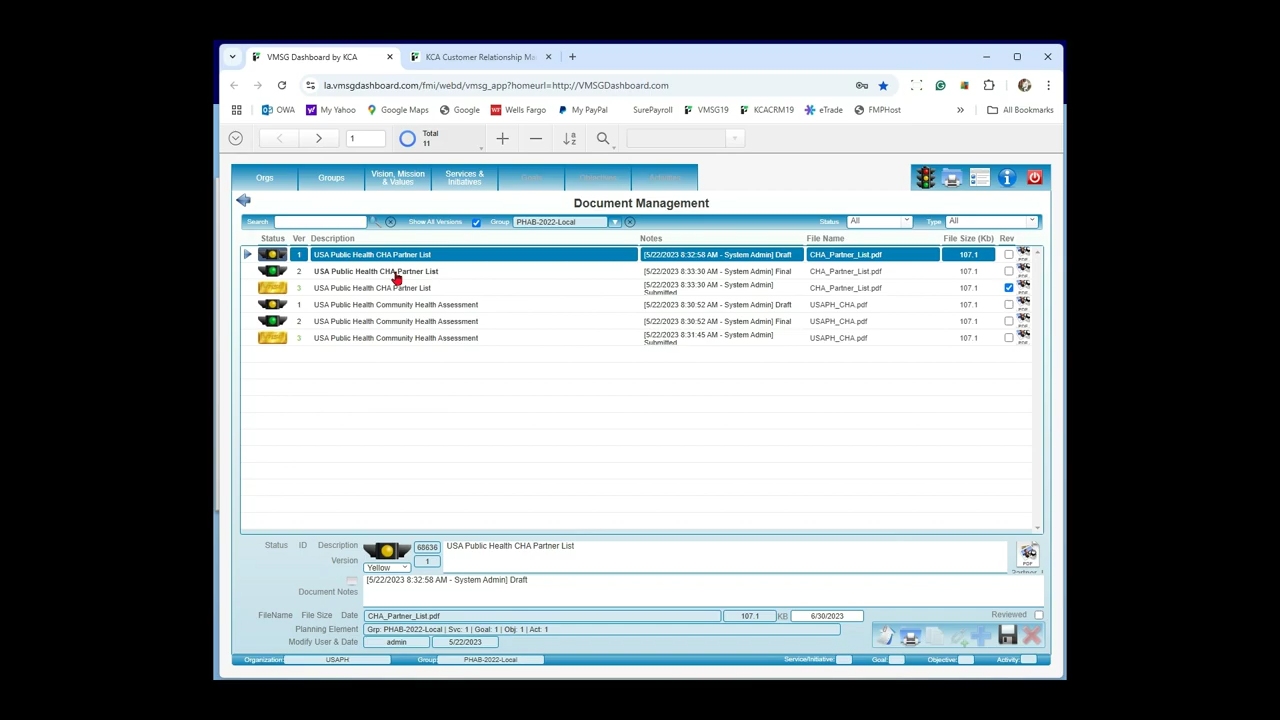 VMSG Dashboard by KCA
KCA Customer Relationship Ma
la.vmsgdashboard.com/fmi/webd/vmsg_app?homeurl=http://VMSGDashboard.com
OWA My Yahoo Google Maps Google Wells Fargo My PayPal SurePayroll VMSG19 KCACRM19 eTrade FMPHost » All Bookmarks
1 Total
11
Orgs Groups Vision, Mission & Values Services & Initiatives
Document Management
Search Show All Versions Group PHAB-2022-Local Status All Type All
Status Ver Description Notes File Name File Size (Kb) Rev
1 USA Public Health CHA Partner List [5/22/2023 8:32:58 AM - System Admin] Draft CHA_Partner_List.pdf 107.1
2 USA Public Health CHA Partner List [5/22/2023 8:33:30 AM - System Admin] Final CHA_Partner_List.pdf 107.1
3 USA Public Health CHA Partner List [5/22/2023 8:33:30 AM - System Admin] Submitted CHA_Partner_List.pdf 107.1
1 USA Public Health Community Health Assessment [5/22/2023 8:30:52 AM - System Admin] Draft USAPH_CHA.pdf 107.1
2 USA Public Health Community Health Assessment [5/22/2023 8:30:52 AM - System Admin] Final USAPH_CHA.pdf 107.1
3 USA Public Health Community Health Assessment [5/22/2023 8:31:45 AM - System Admin] Submitted USAPH_CHA.pdf 107.1
Status ID Description 68636 USA Public Health CHA Partner List
Version 1 PDF
Yellow
[5/22/2023 8:32:58 AM - System Admin] Draft
Document Notes
FileName File Size Date CHA_Partner_List.pdf 107.1 KB 6/30/2023 Reviewed
Planning Element Grp: PHAB-2022-Local | Svc: 1 | Goal: 1 | Obj: 1 | Act: 1
Modify User & Date admin 5/22/2023
Organization: USAPH Group: PHAB-2022-Local Service/Initiative: Goal: Objective: Activity: